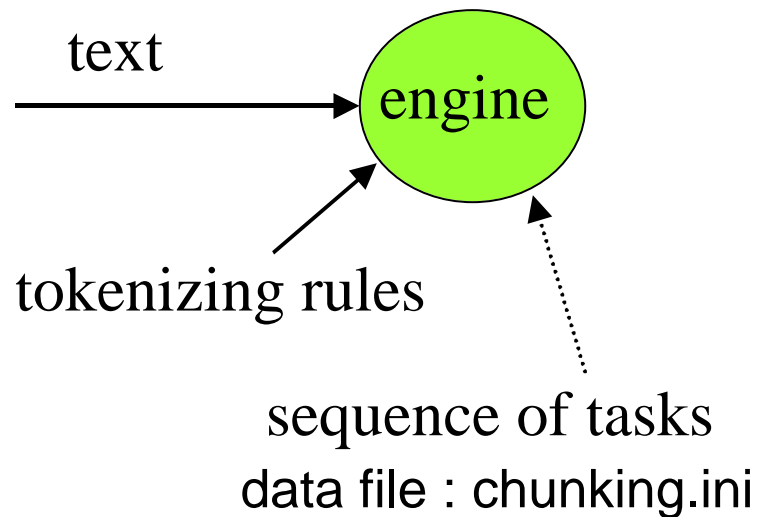 text
engine
tokenizing rules
sequence of tasks
data file : chunking.ini